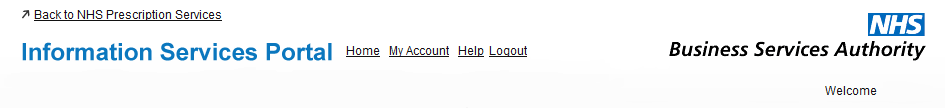 Back to NHS Prescription Services
Information Services Portal Home My Account Help Logout
NHS
Business Services Authority
Welcome